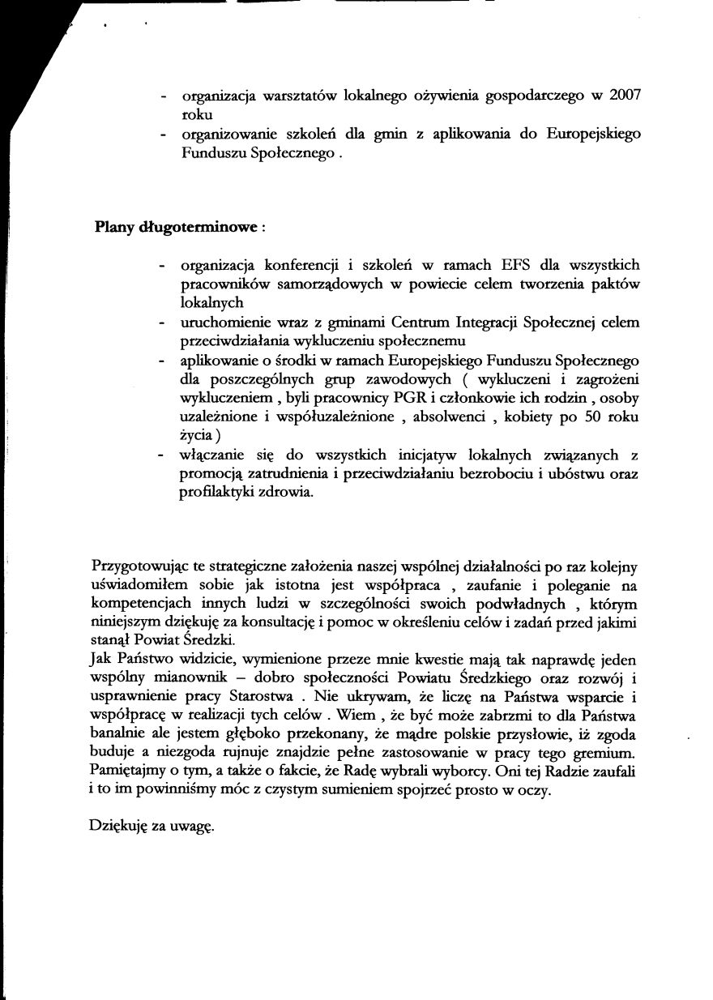 - organizacja warsztatów lokalnego ożywienia gospodarczego w 2007
roku
- organizowanie szkoleń dla gmin z aplikowania do Europejskiego
Funduszu Społecznego .
Plany długoterminowe :
- organizacja konferencji i szkoleń w ramach EFS dla wszystkich
pracowników samorządowych w powiecie celem tworzenia paktów
lokalnych
- uruchomienie wraz z gminami Centrum Integracji Społecznej celem
przeciwdziałania wykluczeniu społecznemu
- aplikowanie o środki w ramach Europejskiego Funduszu Społecznego
dla poszczególnych grup zawodowych ( wykluczeni i zagrożeni
wykluczeniem , byli pracownicy PGR i członkowie ich rodzin , osoby
uzależnione i współuzależnione , absolwenci , kobiety po 50 roku
życia )
- włączanie się do wszystkich inicjatyw lokalnych związanych z
promocją zatrudnienia i przeciwdziałaniu bezrobociu i ubóstwu oraz
profilaktyki zdrowia.
Przygotowując te strategiczne założenia naszej wspólnej działalności po raz kolejny
uświadomiłem sobie jak istotna jest współpraca , zaufanie i poleganie na
kompetencjach innych ludzi w szczególności swoich podwładnych , którym
niniejszym dziękuję za konsultację i pomoc w określeniu celów i zadań przed jakimi
stanął Powiat Średzki.
Jak Państwo widzicie, wymienione przeze mnie kwestie mają tak naprawdę jeden
wspólny mianownik – dobro społeczności Powiatu Średzkiego oraz rozwój i
usprawnienie pracy Starostwa . Nie ukrywam, że liczę na Państwa wsparcie i
współpracę w realizacji tych celów . Wiem , że być może zabrzmi to dla Państwa
banalnie ale jestem głęboko przekonany, że mądre polskie przysłowie, iż zgoda
buduje a niezgoda rujnuje znajdzie pełne zastosowanie w pracy tego gremium.
Pamiętajmy o tym, a także o fakcie, że Radę wybrali wyborcy. Oni tej Radzie zaufali
i to im powinniśmy móc z czystym sumieniem spojrzeć prosto w oczy.
Dziękuję za uwagę.